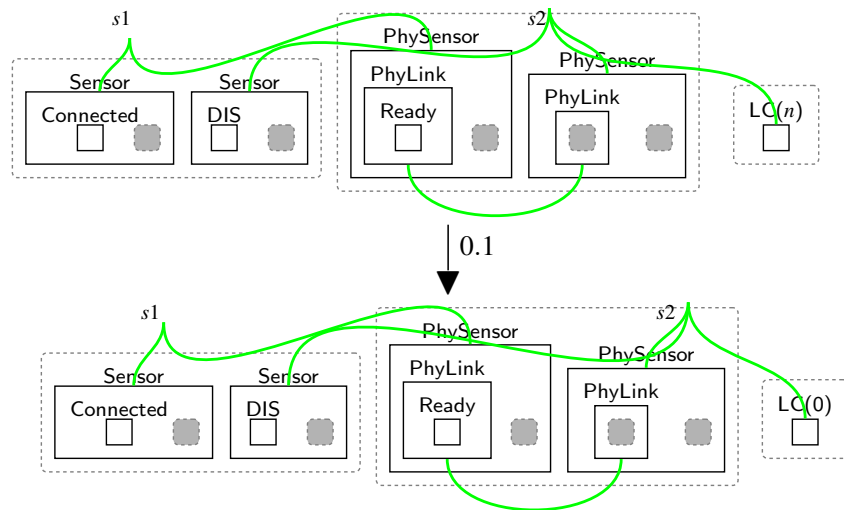 s1
s2
PhySensor
Sensor
Sensor
PhySensor
PhyLink
Connected
DIS
Ready
PhyLink
LC(n)
0.1
s1
s2
PhySensor
Sensor
Sensor
PhySensor
PhyLink
Connected
DIS
Ready
PhyLink
LC(0)